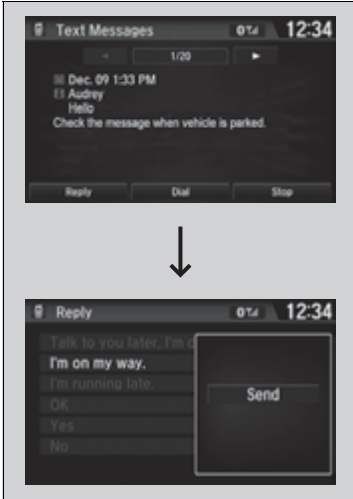 Text Messages 12:34
1/20
Dec. 09 1:33 PM
Audrey
Hello
Check the message when vehicle is parked.
Reply Dial Stop
Reply 12:34
Talk to you later, I'm d
I'm on my way.
I'm running late.
OK
Yes
No
Send